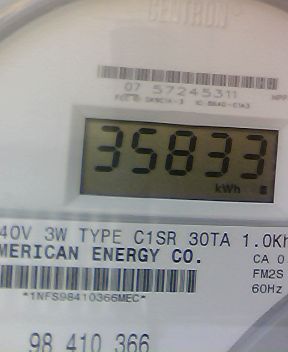 CENTRON
07 57245311
35833
kWh
40V 3W TYPE C1SR 30TA 1.0Kh
MERICAN ENERGY CO.
CA 0
FM2S
60Hz
*1NFS98410366MEC*
98 410 366